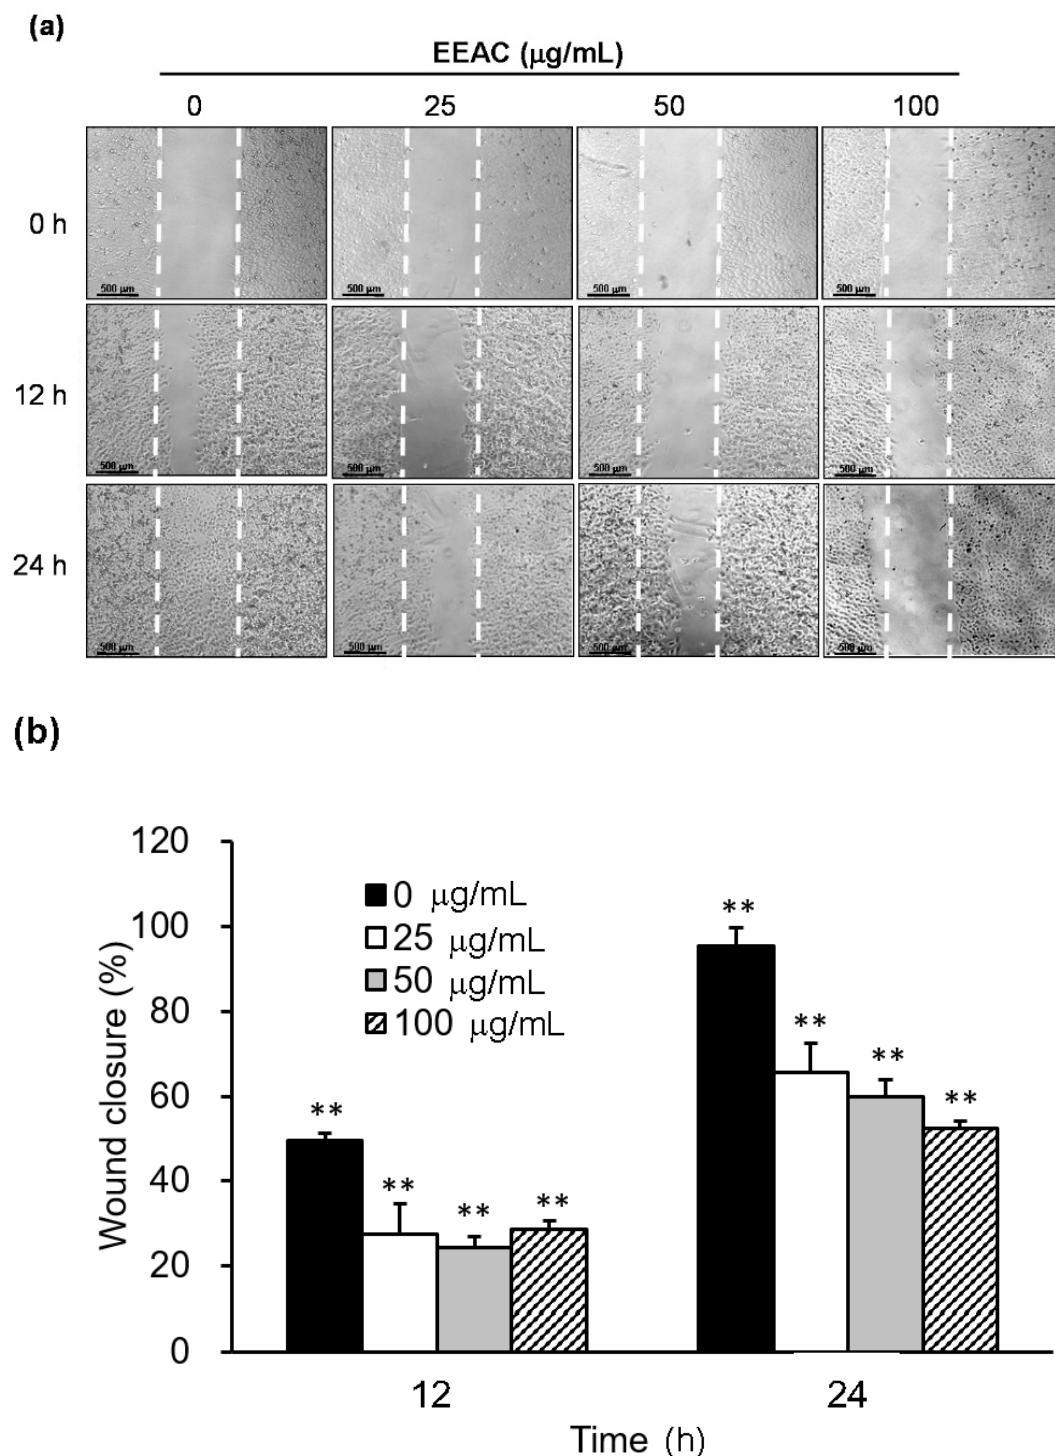 (a)
EEAC (μg/mL)
0 25 50 100
0 h
500 μm 500 μm 500 μm 500 μm
12 h
500 μm 500 μm 500 μm 500 μm
24 h
500 μm 500 μm 500 μm 500 μm
(b)
Wound closure (%)
120
100
80
60
40
20
0
0 μg/mL
25 μg/mL
50 μg/mL
100 μg/mL
** ** ** **
** ** ** **
12 24
Time (h)